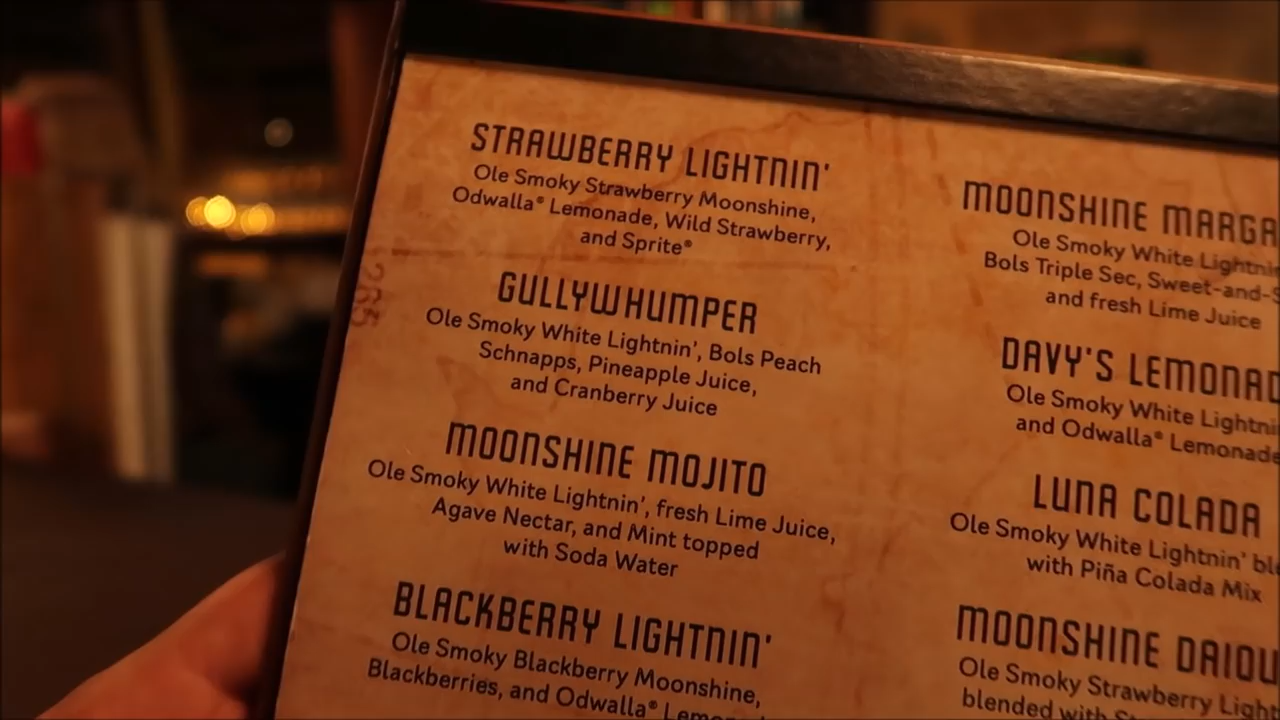 STRAWBERRY LIGHTNIN'
Ole Smoky Strawberry Moonshine,
Odwalla® Lemonade, Wild Strawberry,
and Sprite®
GULLYWHUMPER
Ole Smoky White Lightnin', Bols Peach
Schnapps, Pineapple Juice,
and Cranberry Juice
MOONSHINE MOJITO
Ole Smoky White Lightnin', fresh Lime Juice,
Agave Nectar, and Mint topped
with Soda Water
BLACKBERRY LIGHTNIN'
Ole Smoky Blackberry Moonshine,
Blackberries, and Odwalla®
MOONSHINE
Ole Smoky White
Bols Triple Sec,
and fresh Lime Juice
DAVY'S
Ole Smoky White
and Odwalla® Lemonade
LUNA COLADA
Ole Smoky White Lightnin'
with Piña Colada Mix
MOONSHINE
Ole Smoky Strawberry
blended with
265